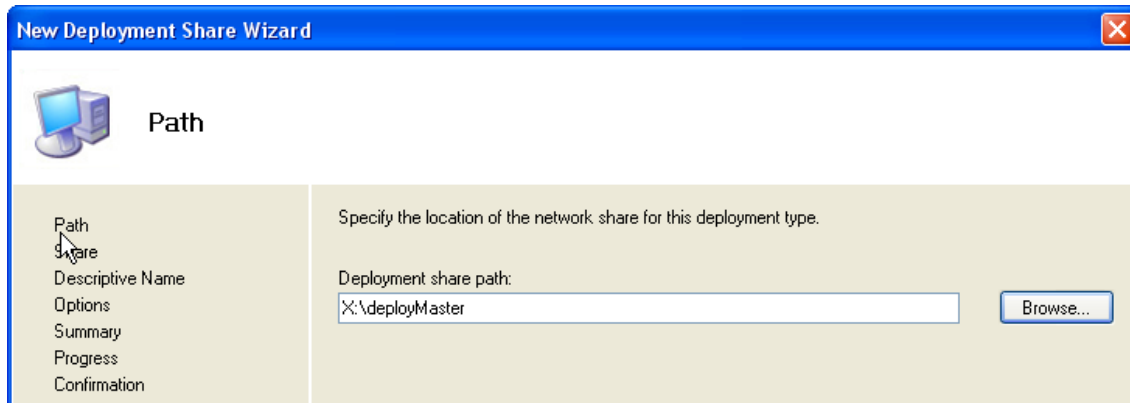 New Deployment Share Wizard
Path
Path
Share
Descriptive Name
Options
Summary
Progress
Confirmation
Specify the location of the network share for this deployment type.
Deployment share path:
X:\deployMaster
Browse...